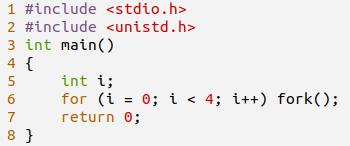 1 #include <stdio.h>
2 #include <unistd.h>
3 int main()
4 {
5     int i;
6     for (i = 0; i < 4; i++) fork();
7     return 0;
8 }